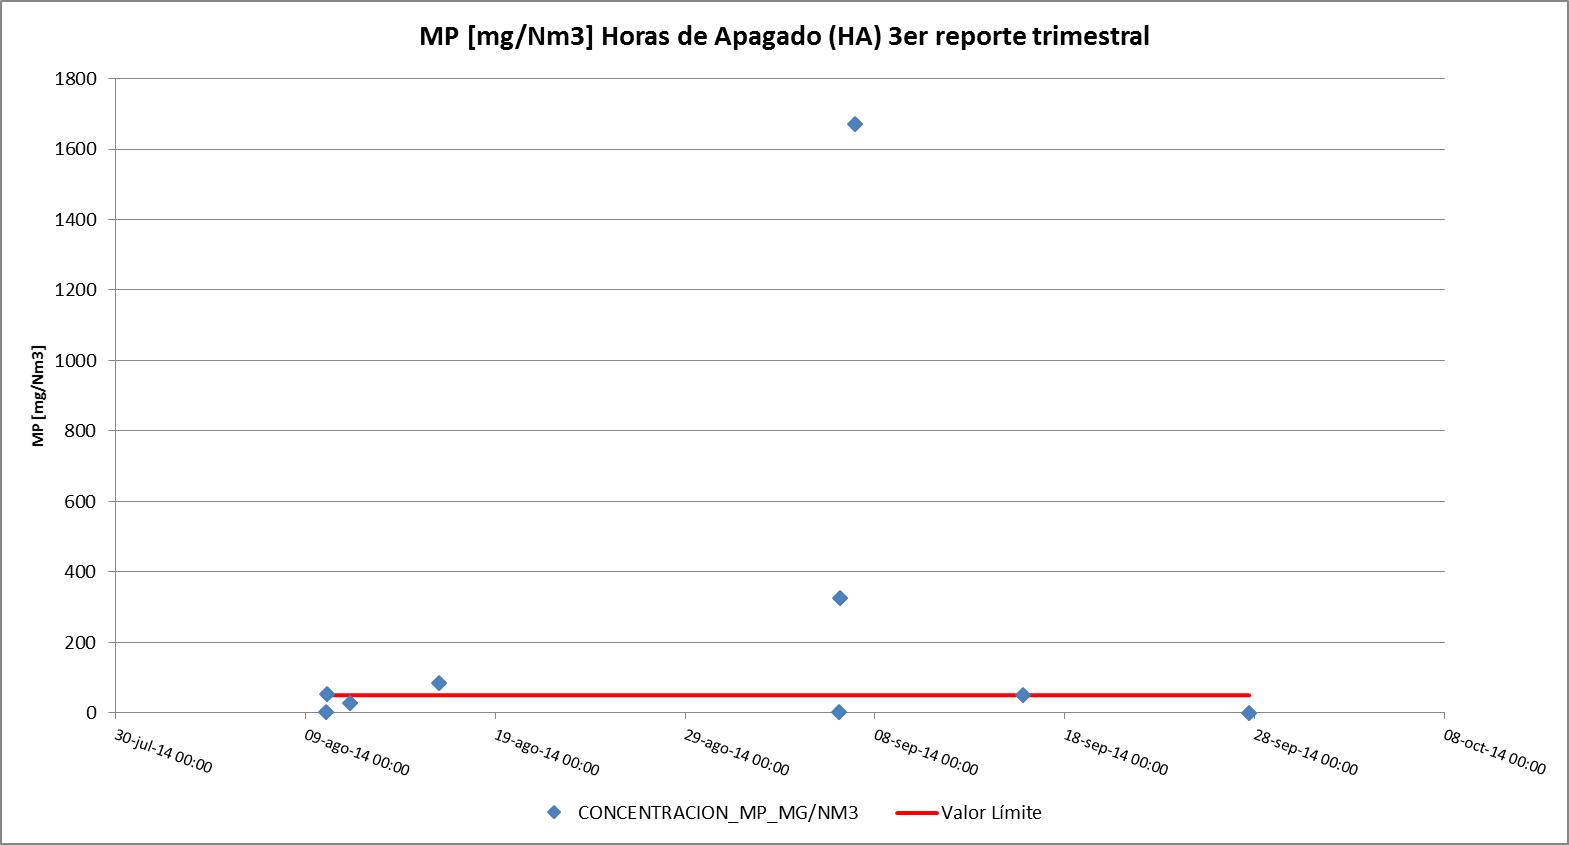 MP [mg/Nm3] Horas de Apagado (HA) 3er reporte trimestral
1800
1600
1400
1200
1000
800
600
400
200
0
MP [mg/Nm3]
30-jul-14 00:00
09-ago-14 00:00
19-ago-14 00:00
29-ago-14 00:00
08-sep-14 00:00
18-sep-14 00:00
28-sep-14 00:00
08-oct-14 00:00
CONCENTRACION_MP_MG/NM3
Valor Límite